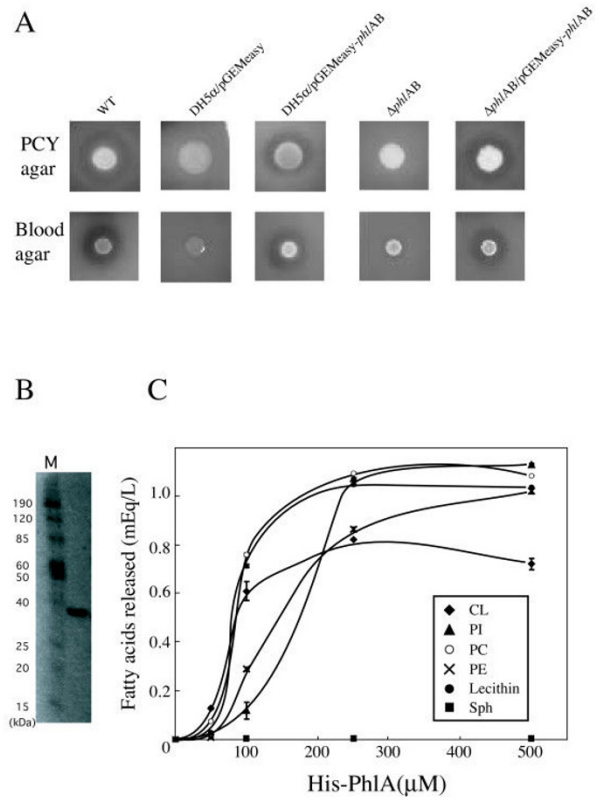 A
WT
DH5α/pGEMeasy
DH5α/pGEMeasy-phlAB
ΔphlAB
ΔphlAB/pGEMeasy-phlAB
PCY
agar
Blood
agar
B
M
190
120
85
60
50
40
25
20
15
(kDa)
C
Fatty acids released (mEq/L)
1.0
0.8
0.6
0.4
0.2
0
100
200
300
400
500
His-PhlA(μM)
CL
PI
PC
PE
Lecithin
Sph